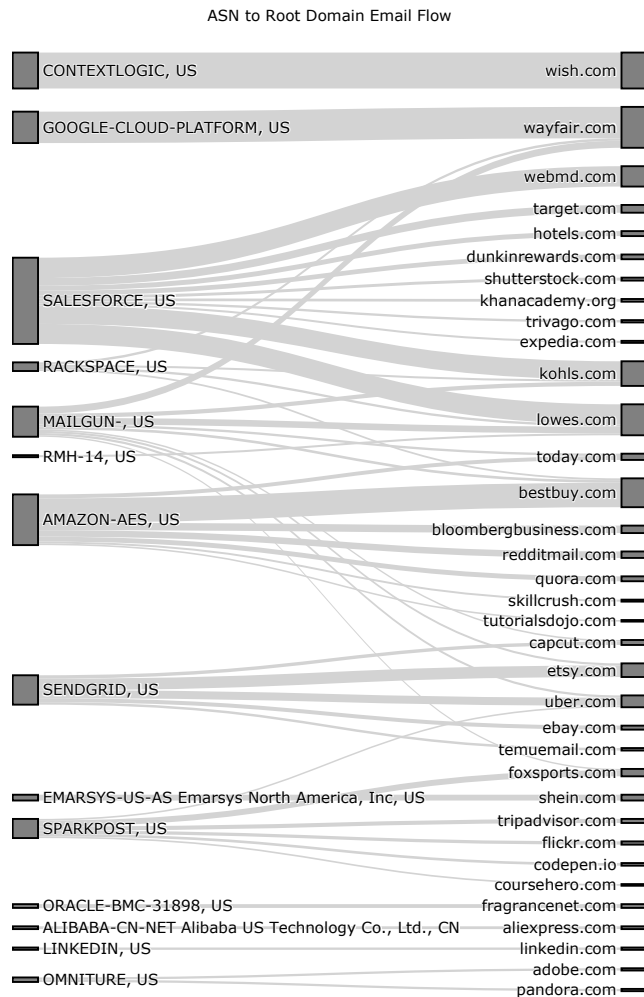 ASN to Root Domain Email Flow
CONTEXTLOGIC, US
wish.com
GOOGLE-CLOUD-PLATFORM, US
wayfair.com
webmd.com
target.com
hotels.com
dunkinrewards.com
shutterstock.com
SALESFORCE, US
khanacademy.org
trivago.com
expedia.com
RACKSPACE, US
kohls.com
MAILGUN-, US
lowes.com
RMH-14, US
today.com
bestbuy.com
AMAZON-AES, US
bloombergbusiness.com
redditmail.com
quora.com
skillcrush.com
tutorialsdojo.com
capcut.com
etsy.com
SENDGRID, US
uber.com
ebay.com
temuemail.com
foxsports.com
EMARSYS-US-AS Emarsys North America, Inc, US
shein.com
tripadvisor.com
SPARKPOST, US
flickr.com
codepen.io
coursehero.com
ORACLE-BMC-31898, US
fragrancenet.com
ALIBABA-CN-NET Alibaba US Technology Co., Ltd., CN
aliexpress.com
LINKEDIN, US
linkedin.com
adobe.com
OMNITURE, US
pandora.com